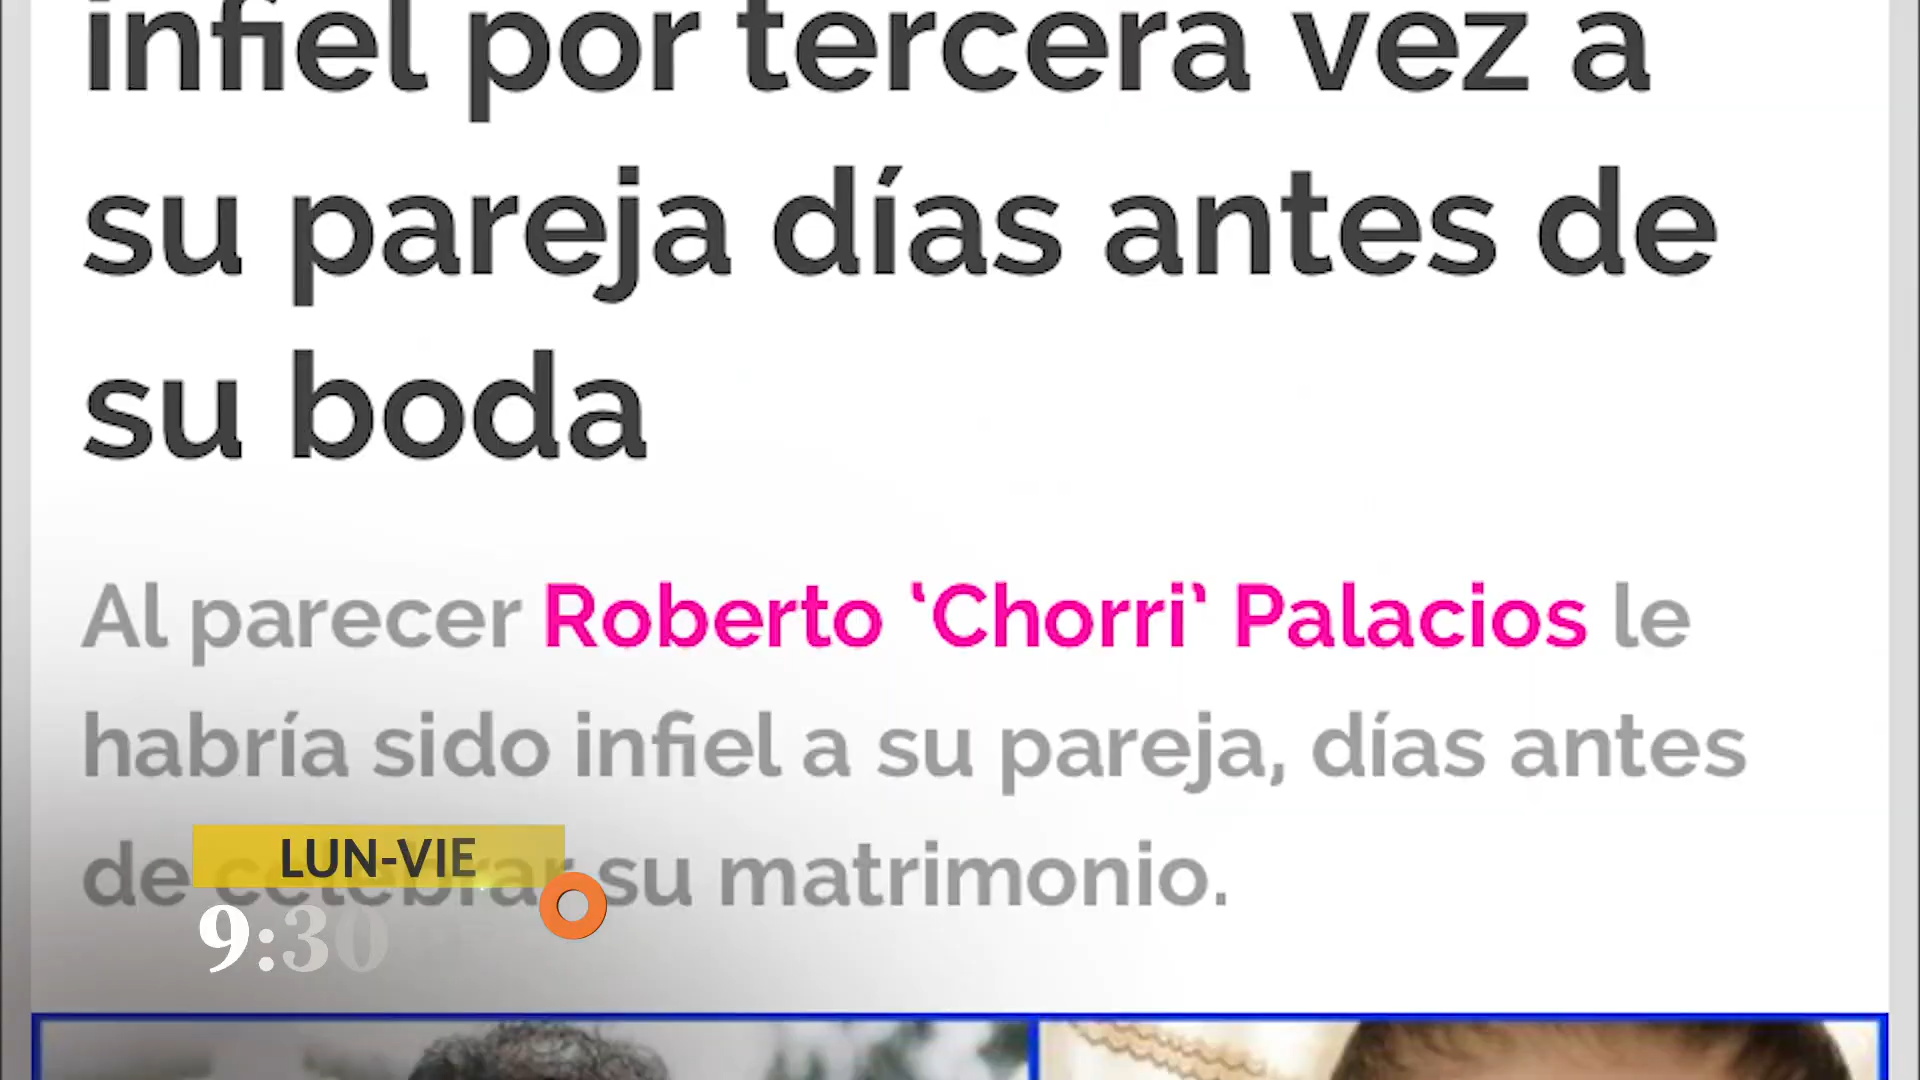 infiel por tercera vez a
su pareja días antes de
su boda
Al parecer Roberto ‘Chorri’ Palacios le
habría sido infiel a su pareja, días antes
de celebrar su matrimonio.
LUN-VIE
9:30